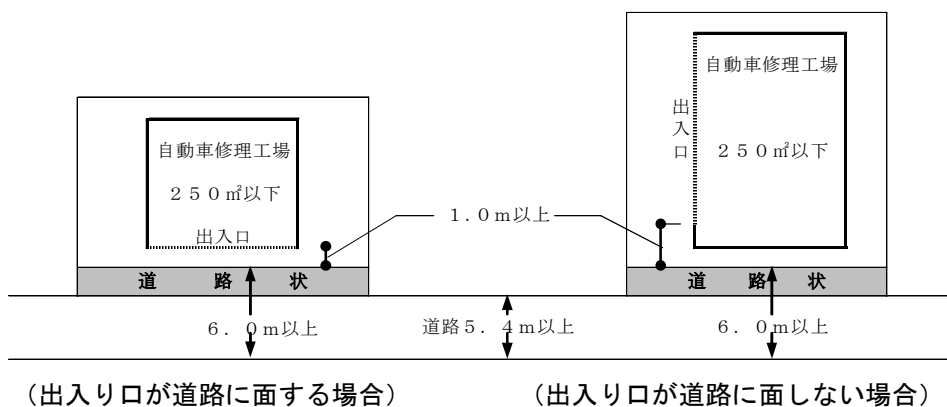 自動車修理工場
２５０㎡以下
出入口
道　路　状
６．０ｍ以上
（出入り口が道路に面する場合）
１．０ｍ以上
道路５．４ｍ以上
自動車修理工場
出入口
２５０㎡以下
道　路　状
６．０ｍ以上
（出入り口が道路に面しない場合）